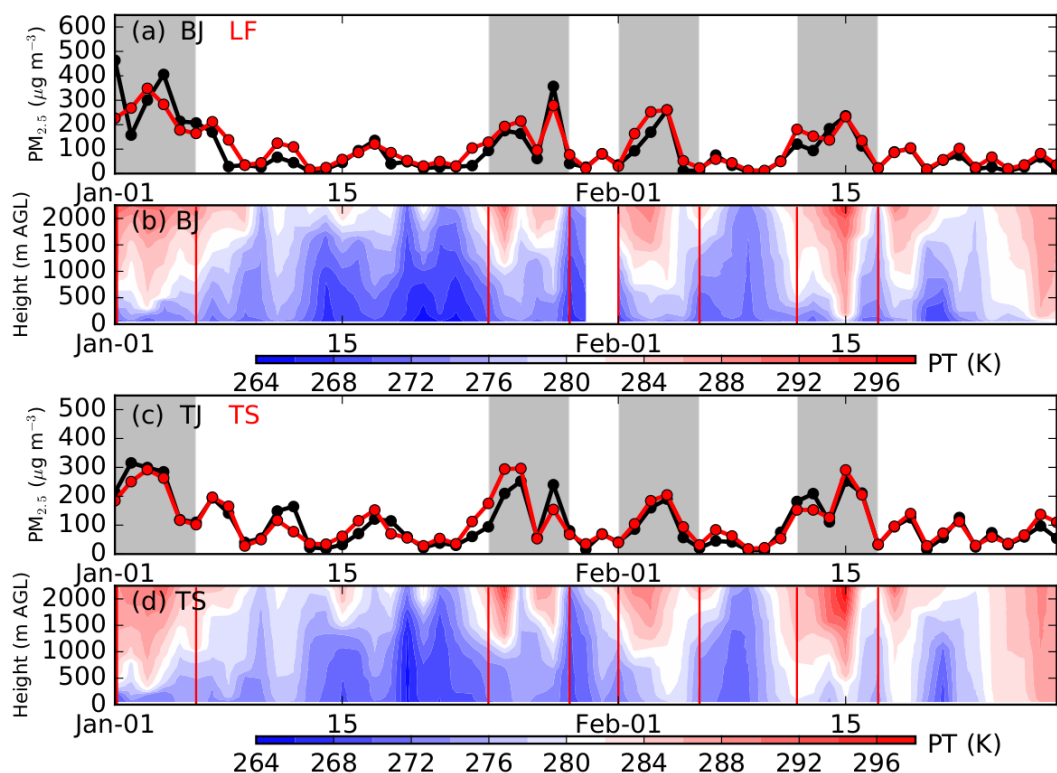 (a) BJ LF
PM2.5 (μg m−3)
650
500
400
300
200
100
0
Jan-01 15 Feb-01 15
(b) BJ
Height (m AGL)
2000
1500
1000
500
0
Jan-01 15 Feb-01 15
264 268 272 276 280 284 288 292 296 PT (K)
(c) TJ TS
PM2.5 (μg m−3)
500
400
300
200
100
0
Jan-01 15 Feb-01 15
(d) TS
Height (m AGL)
2000
1500
1000
500
0
Jan-01 15 Feb-01 15
264 268 272 276 280 284 288 292 296 PT (K)